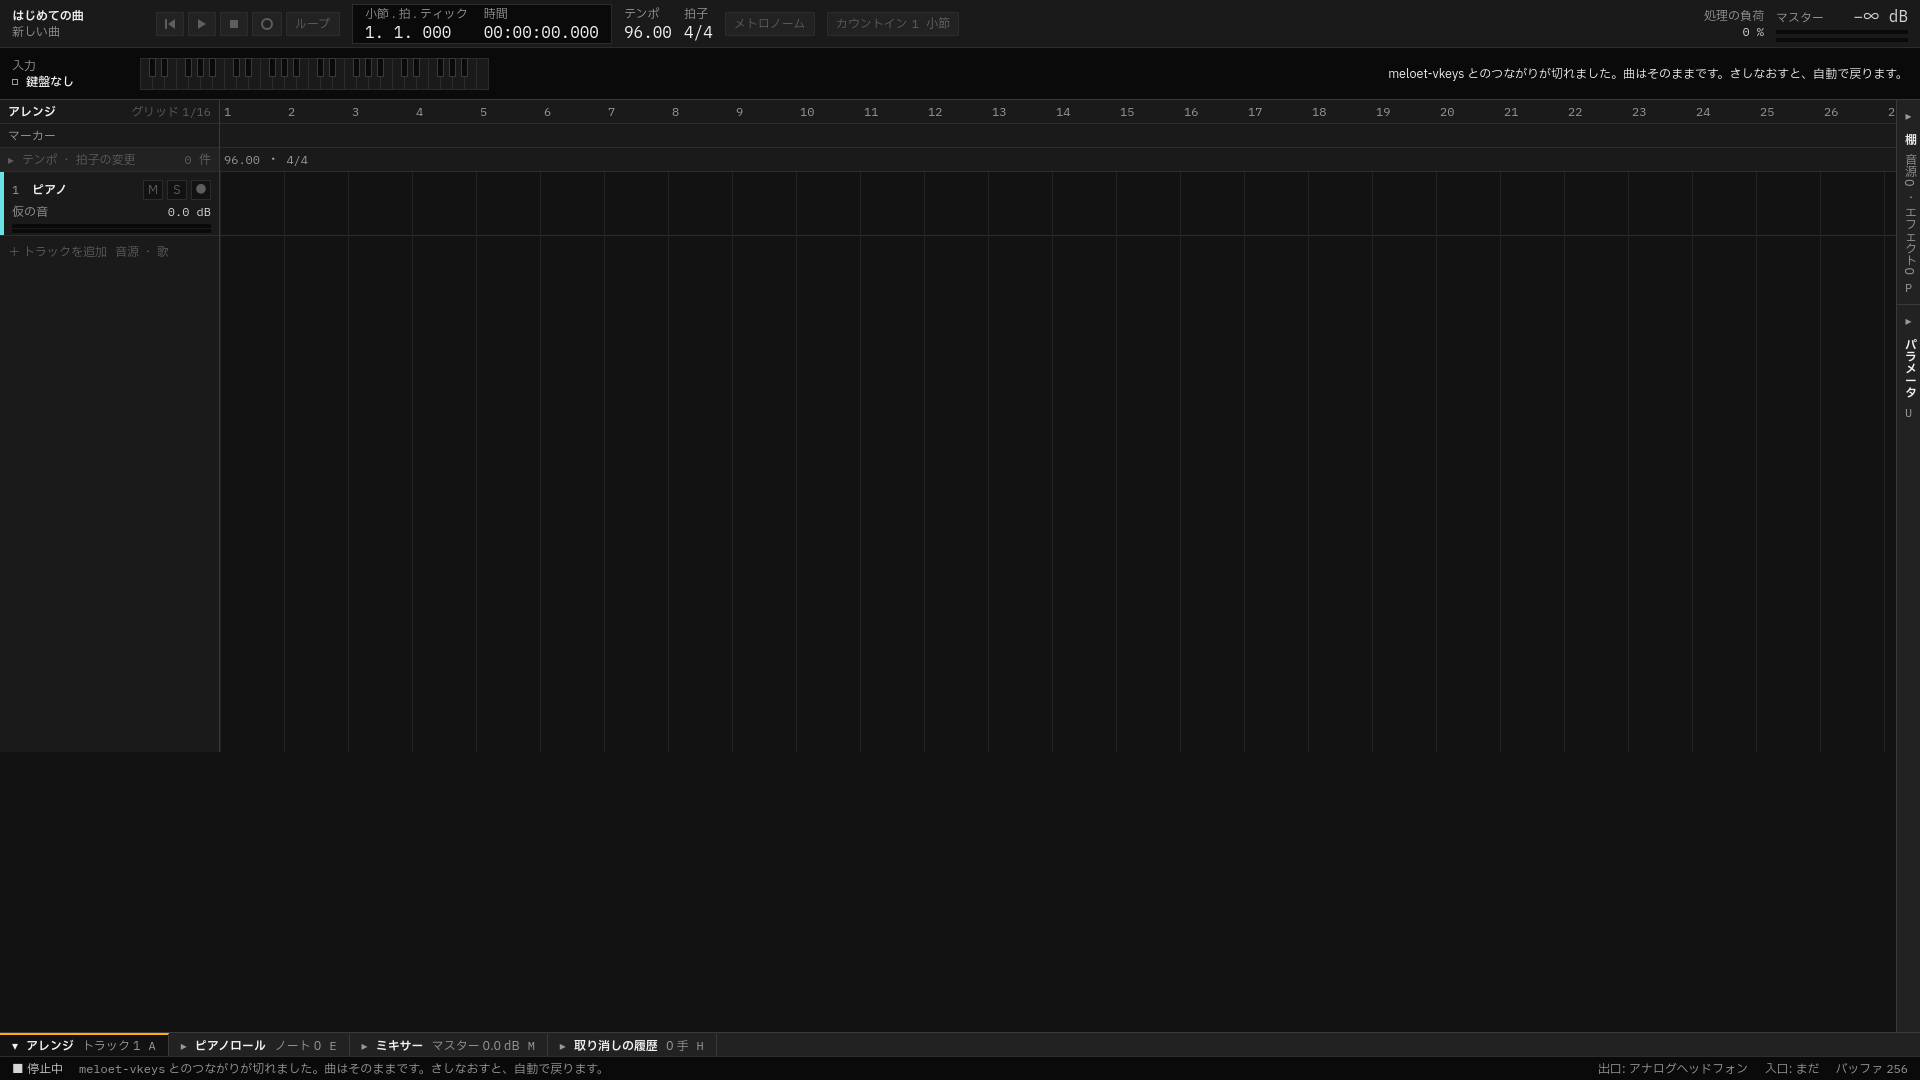 はじめての曲
新しい曲
ループ
小節 . 拍 . ティック 時間
1. 1. 000 00:00:00.000
テンポ 拍子
96.00 4/4
メトロノーム
カウントイン 1 小節
処理の負荷 マスター -∞ dB
0 %
入力
鍵盤なし
meloet-vkeys とのつながりが切れました。曲はそのままです。さしなおすと、自動で戻ります。
アレンジ グリッド 1/16
1 2 3 4 5 6 7 8 9 10 11 12 13 14 15 16 17 18 19 20 21 22 23 24 25 26
マーカー
▸ テンポ · 拍子の変更 0 件
96.00 · 4/4
1 ピアノ M S
仮の音 0.0 dB
+ トラックを追加 音源 · 歌
▸ 棚 音源 0 · エフェクト 0 P
▸ パラメータ U
▾ アレンジ トラック 1 A
▸ ピアノロール ノート 0 E
▸ ミキサー マスター 0.0 dB M
▸ 取り消しの履歴 0 手 H
■ 停止中 meloet-vkeys とのつながりが切れました。曲はそのままです。さしなおすと、自動で戻ります。
出口: アナログヘッドフォン 入口: まだ バッファ 256